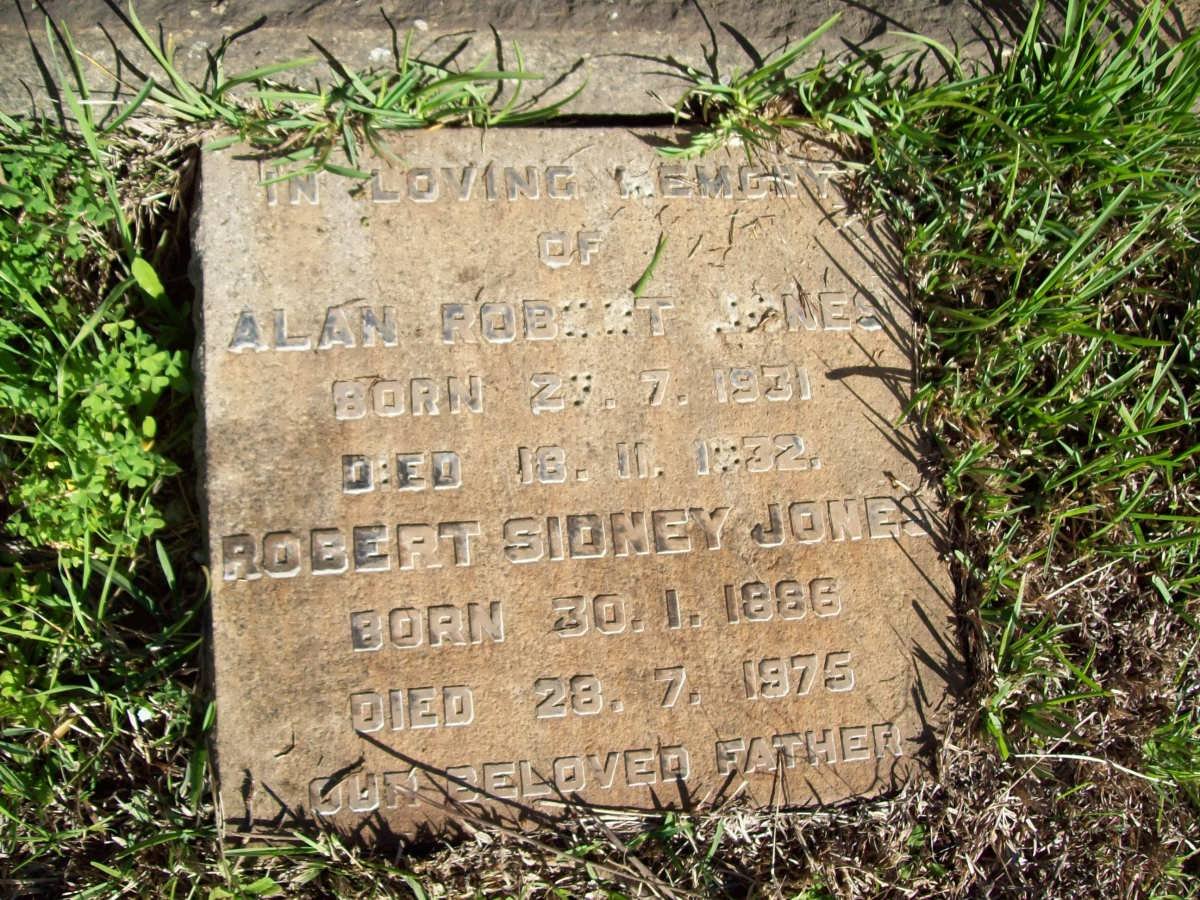 IN LOVING MEMORY
OF
ALAN ROBERT JONES
BORN 7. 1931
DIED 18. 11. 1932.
ROBERT SIDNEY JONES
BORN 30. 1. 1886
DIED 28. 7. 1975
OUR BELOVED FATHER